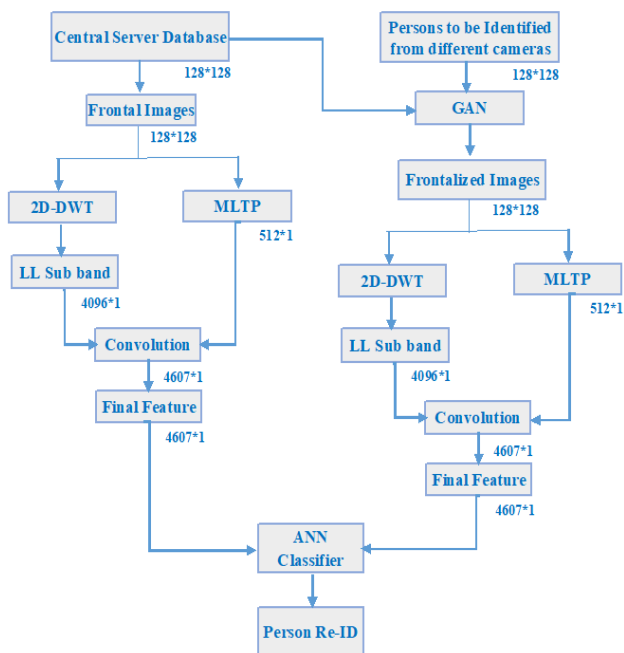 Central Server Database
128*128
Frontal Images
128*128
2D-DWT
MLTP
512*1
LL Sub band
4096*1
Convolution
4607*1
Final Feature
4607*1
Persons to be Identified
from different cameras
128*128
GAN
Frontalized Images
128*128
2D-DWT
MLTP
512*1
LL Sub band
4096*1
Convolution
4607*1
Final Feature
4607*1
ANN
Classifier
Person Re-ID